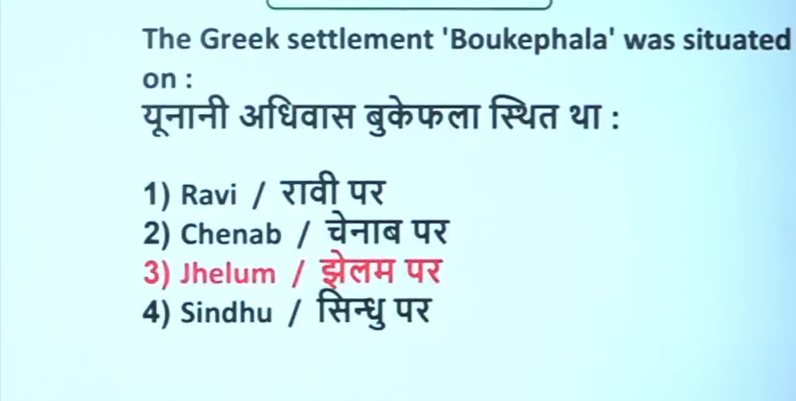 The Greek settlement 'Boukephala' was situated
on :
यूनानी अधिवास बुकेफला स्थित था :
1) Ravi / रावी पर
2) Chenab / चेनाब पर
3) Jhelum / झेलम पर
4) Sindhu / सिन्धु पर